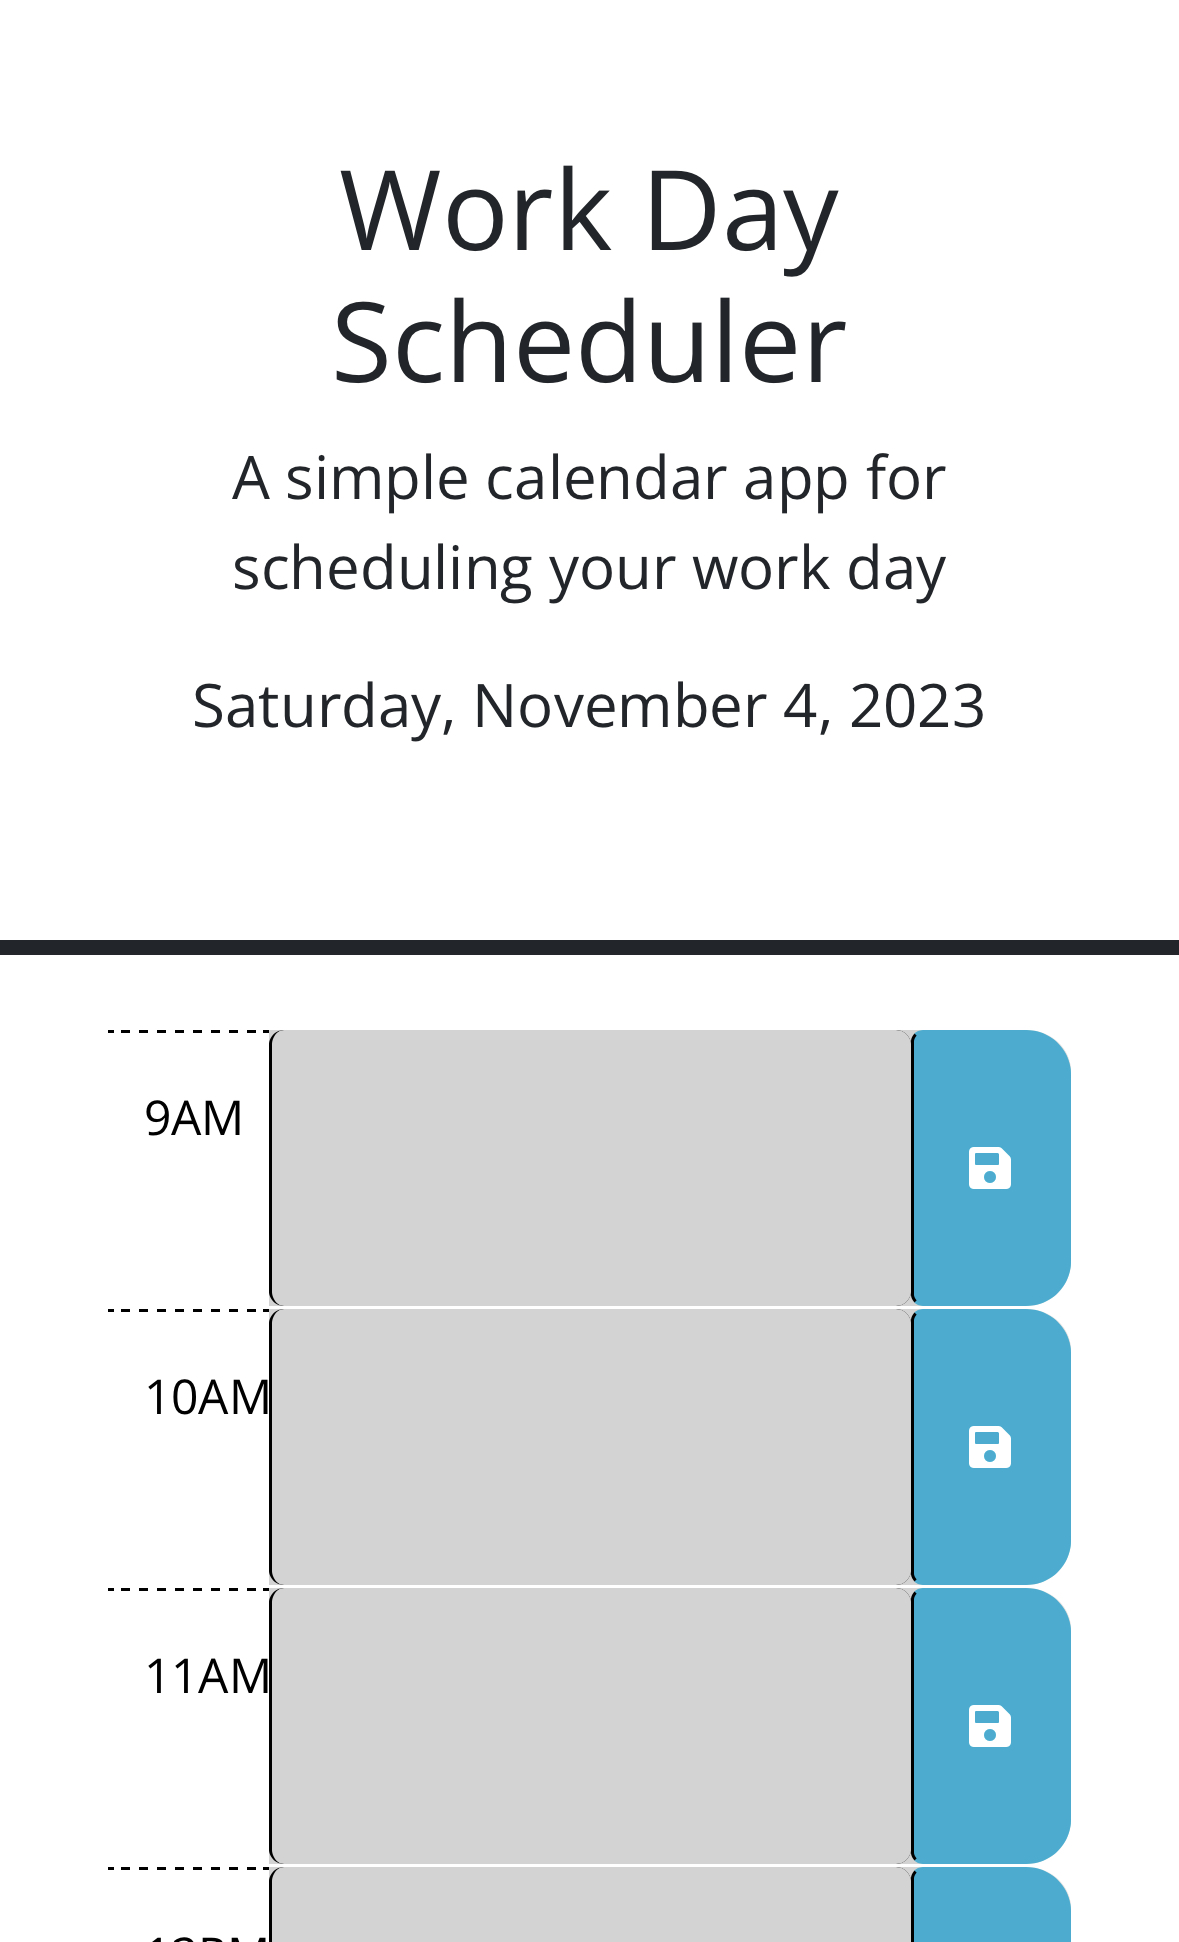 Work Day
Scheduler
A simple calendar app for
scheduling your work day
Saturday, November 4, 2023
9AM
10AM
11AM